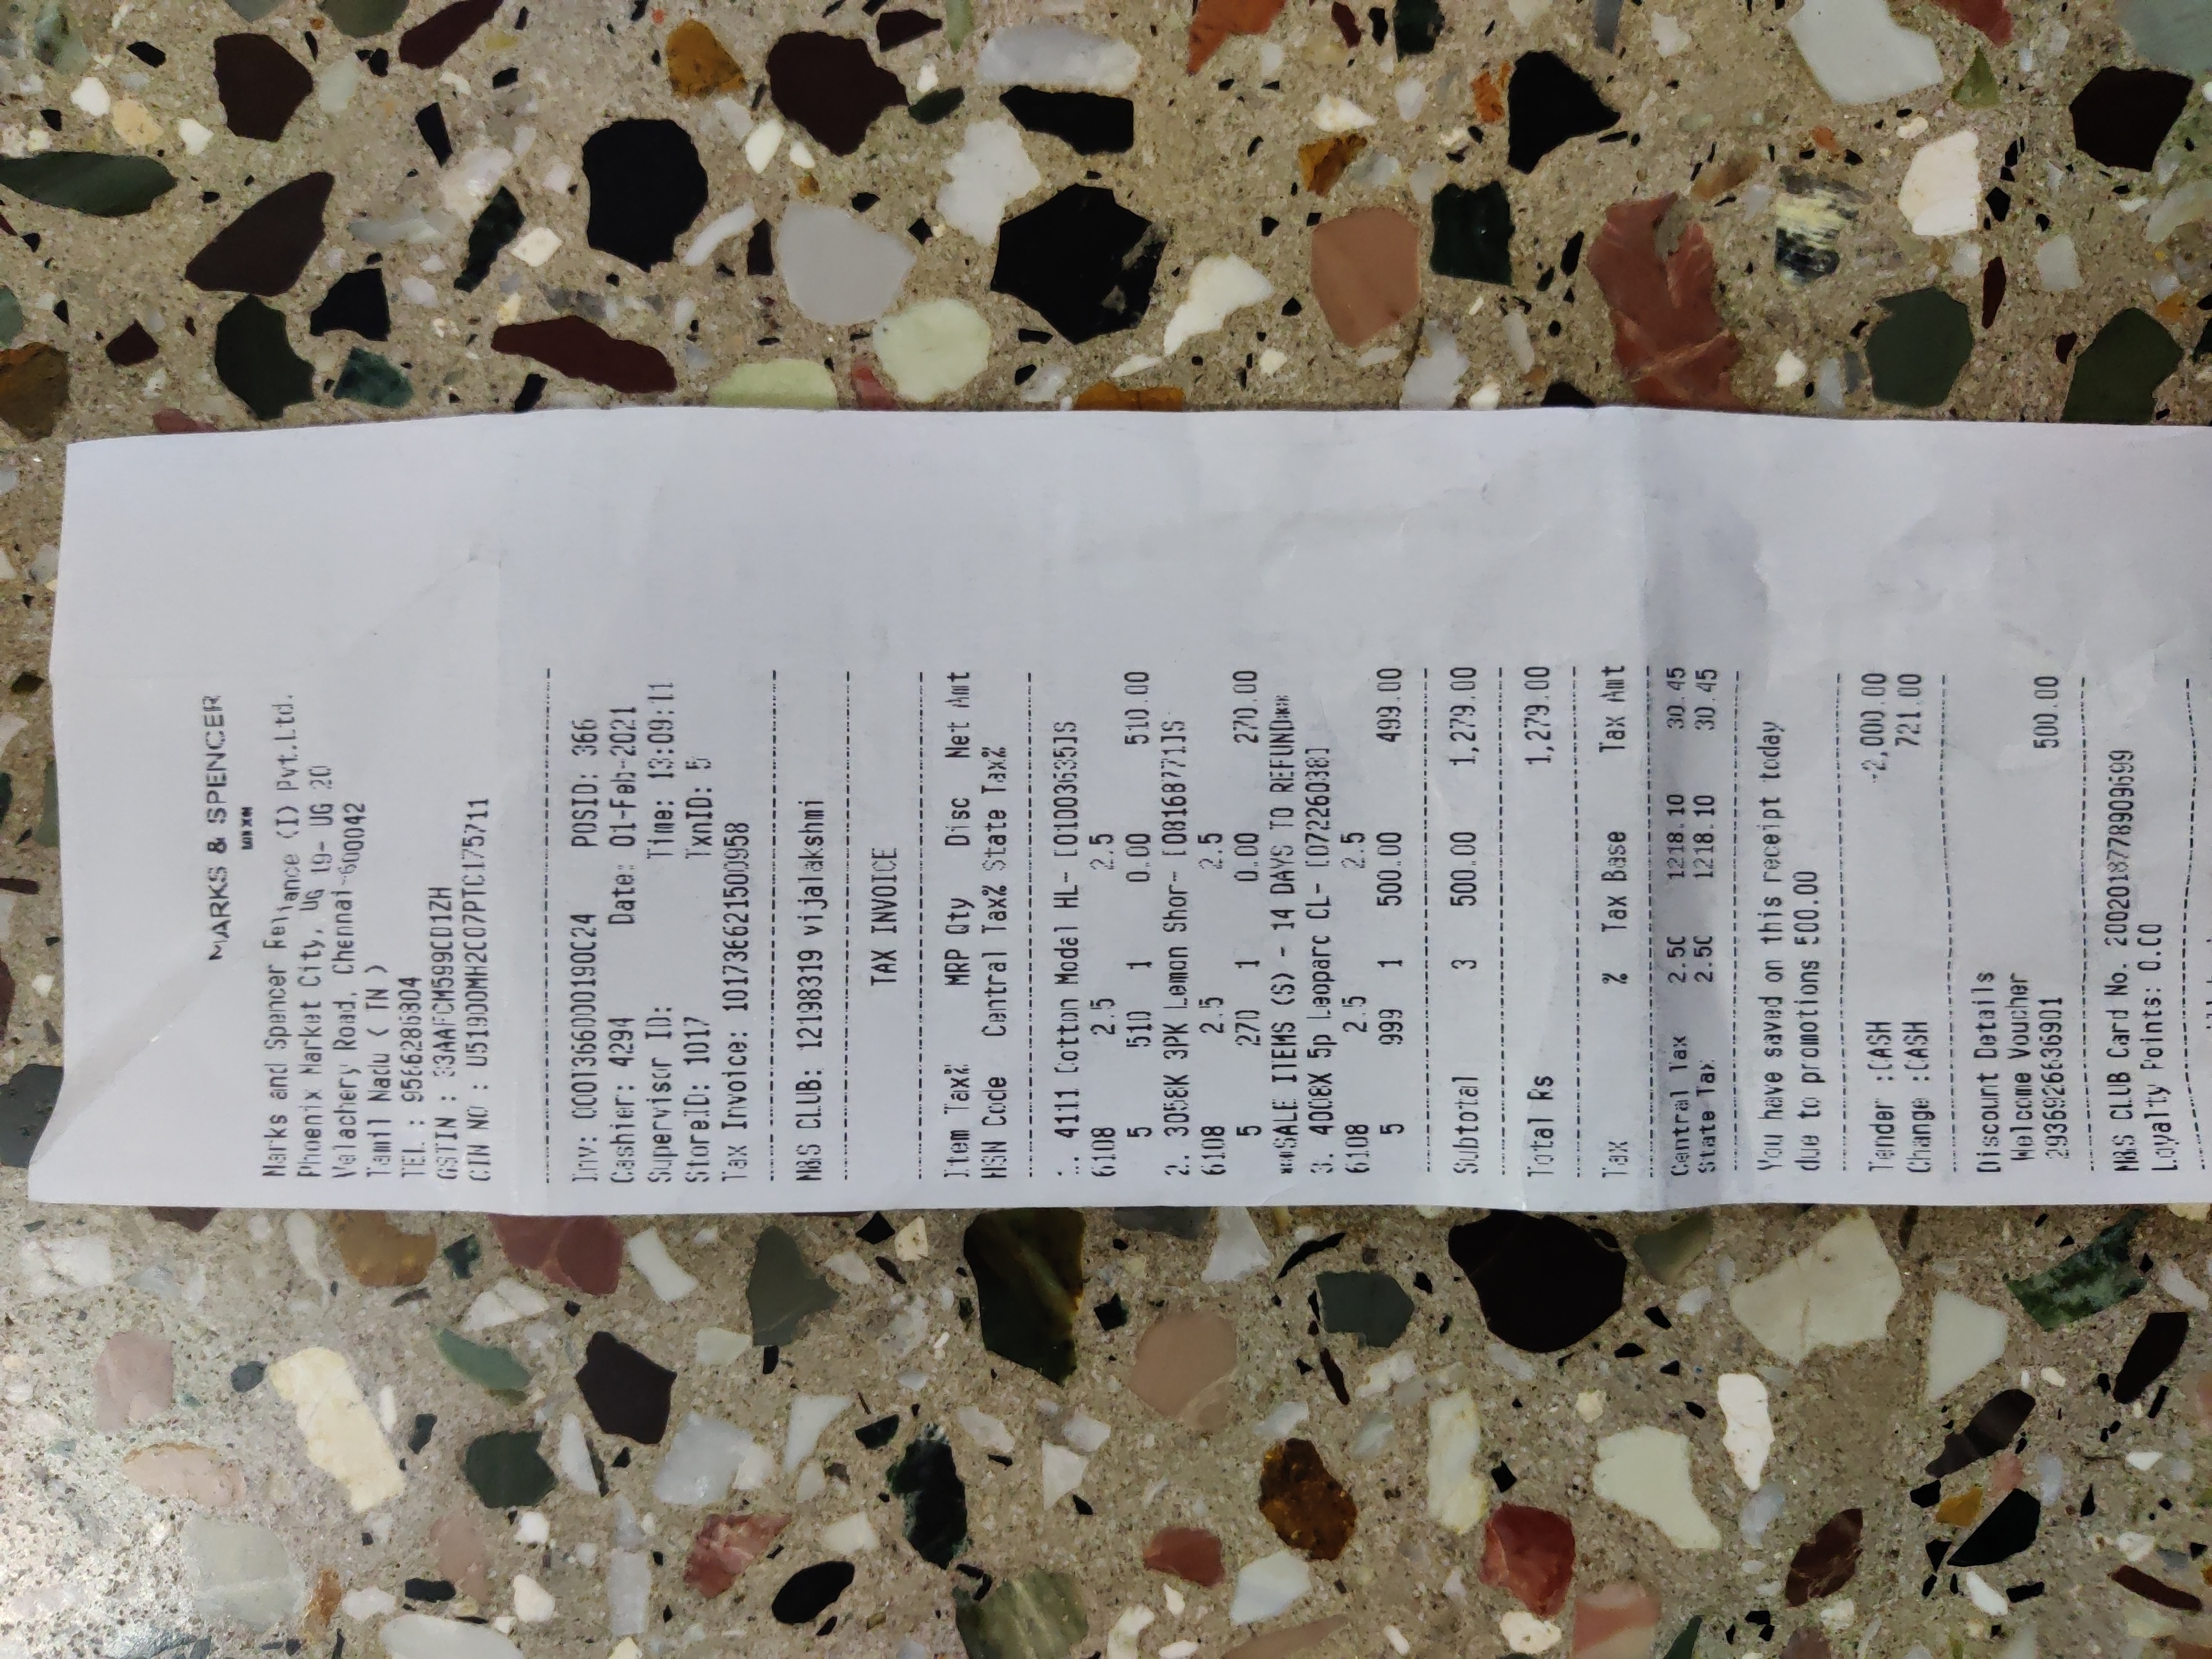 MARKS & SPENCER
LONDON
Marks and Spencer Reliance (I) Pvt.Ltd.
Phoenix Market City, UG 19- UG 20
Velachery Road, Chennai-600042
Tamil Nadu ( TN )
TEL : 9566286804
GSTIN : 33AAFCM5990D1ZH
CIN NO : U51900MH2007PTC175711
Inv: 0001366000190024 POSID: 366
Cashier: 4294 Date: 01-Feb-2021
Supervisor ID: Time: 13:09:11
StoreID: 1017 TxnID: 5
Tax Invoice: 101736621500958
M&S CLUB: 12198319 vijalakshmi
TAX INVOICE
Item Tax% MRP Qty Disc Net Amt
HSN Code Central Tax% State Tax%
1. 4111 Cotton Modal HL- [01003635]S
6108 2.5 2.5
5 510 1 0.00 510.00
2. 3058K 3PK Lemon Shor- [08168771]S
6108 2.5 2.5
5 270 1 0.00 270.00
**SALE ITEMS (S) - 14 DAYS TO REFUND**
3. 4008X 5p Leopard CL- [07226038]
6108 2.5 2.5
5 999 1 500.00 499.00
Subtotal 3 500.00 1,279.00
Total Rs 1,279.00
Tax % Tax Base Tax Amt
Central Tax 2.50 1218.10 30.45
State Tax 2.50 1218.10 30.45
You have saved on this receipt today
due to promotions 500.00
Tender :CASH -2,000.00
Change :CASH 721.00
Discount Details
Welcome Voucher
2936926636901 500.00
M&S CLUB Card No. 2002018778909699
Loyalty Points: 0.00